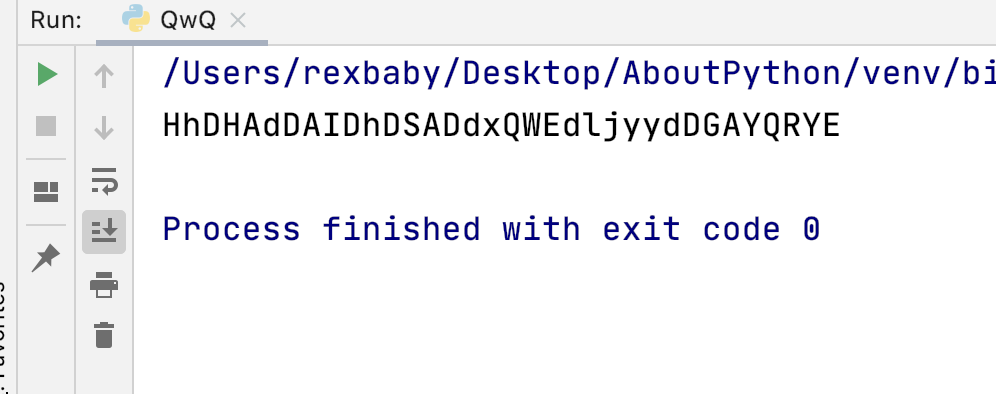 Run: QwQ
/Users/rexbaby/Desktop/AboutPython/venv/bi
HhDHAdDAIDhDSADdxQWEdljyydDGAYQRYE
Process finished with exit code 0